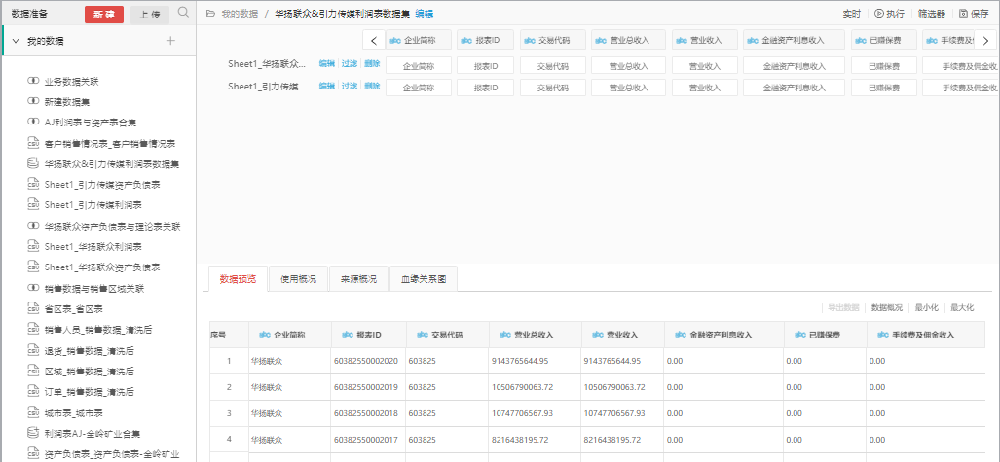 数据准备 新 建 上 传
我的数据
业务数据关联
新建数据集
AJ利润表与资产表合集
客户销售情况表_客户销售情况表
华扬联众&引力传媒利润表数据集
Sheet1_引力传媒资产负债表
Sheet1_引力传媒利润表
华扬联众资产负债表与理论表关联
Sheet1_华扬联众利润表
Sheet1_华扬联众资产负债表
销售数据与销售区域关联
省区表_省区表
销售人员_销售数据_清洗后
退货_销售数据_清洗后
区域_销售数据_清洗后
订单_销售数据_清洗后
城市表_城市表
利润表AJ-金岭矿业合集
资产负债表_资产负债表-金岭矿业
我的数据 / 华扬联众&引力传媒利润表数据集 编辑 实时 执行 筛选器 保存
abc 企业简称 abc 报表ID abc 交易代码 abc 营业总收入 abc 营业收入 abc 金融资产利息收入 abc 已赚保费 abc 手续费及
Sheet1_华扬联众... 编辑 过滤 删除 企业简称 报表ID 交易代码 营业总收入 营业收入 金融资产利息收入 已赚保费 手续费及佣金收
Sheet1_引力传媒... 编辑 过滤 删除 企业简称 报表ID 交易代码 营业总收入 营业收入 金融资产利息收入 已赚保费 手续费及佣金收
数据预览 使用概况 来源概况 血缘关系图
导出数据 数据概况 最小化 最大化
序号 abc 企业简称 abc 报表ID abc 交易代码 abc 营业总收入 abc 营业收入 abc 金融资产利息收入 abc 已赚保费 abc 手续费及佣金收入
1 华扬联众 60382550002020 603825 9143765644.95 9143765644.95 0.00 0.00 0.00
2 华扬联众 60382550002019 603825 10506790063.72 10506790063.72 0.00 0.00 0.00
3 华扬联众 60382550002018 603825 10747706567.93 10747706567.93 0.00 0.00 0.00
4 华扬联众 60382550002017 603825 8216438195.72 8216438195.72 0.00 0.00 0.00